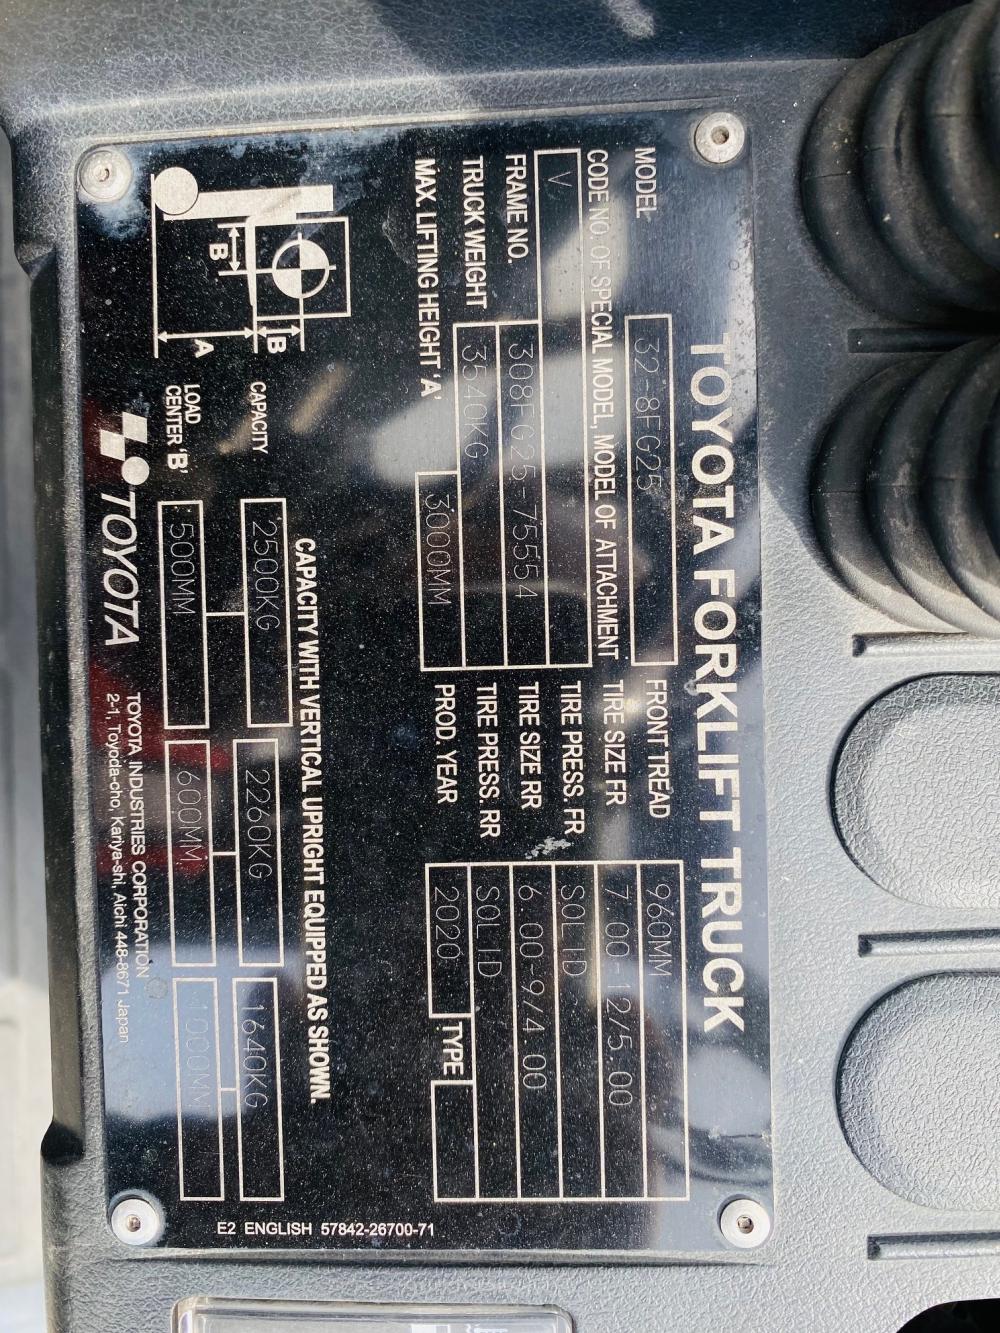 TOYOTA FORKLIFT TRUCK
MODEL 32-8FG25 FRONT TREAD 960MM
CODE NO. OF SPECIAL MODEL, MODEL OF ATTACHMENT TIRE SIZE FR 7.00-12/5.00
V TIRE PRESS. FR SOLID
FRAME NO. 308FG25-75554 TIRE SIZE RR 6.00-9/4.00
TRUCK WEIGHT 3540KG TIRE PRESS. RR SOLID
MAX. LIFTING HEIGHT 'A' 3000MM PROD. YEAR 2020 TYPE
CAPACITY WITH VERTICAL UPRIGHT EQUIPPED AS SHOWN.
B B A
CAPACITY 2500KG 2260KG 1640KG
LOAD CENTER 'B' 500MM 600MM 1000MM
TOYOTA
TOYOTA INDUSTRIES CORPORATION
2-1, Toyoda-cho, Kariya-shi, Aichi 448-8671 Japan
E2 ENGLISH 57842-26700-71